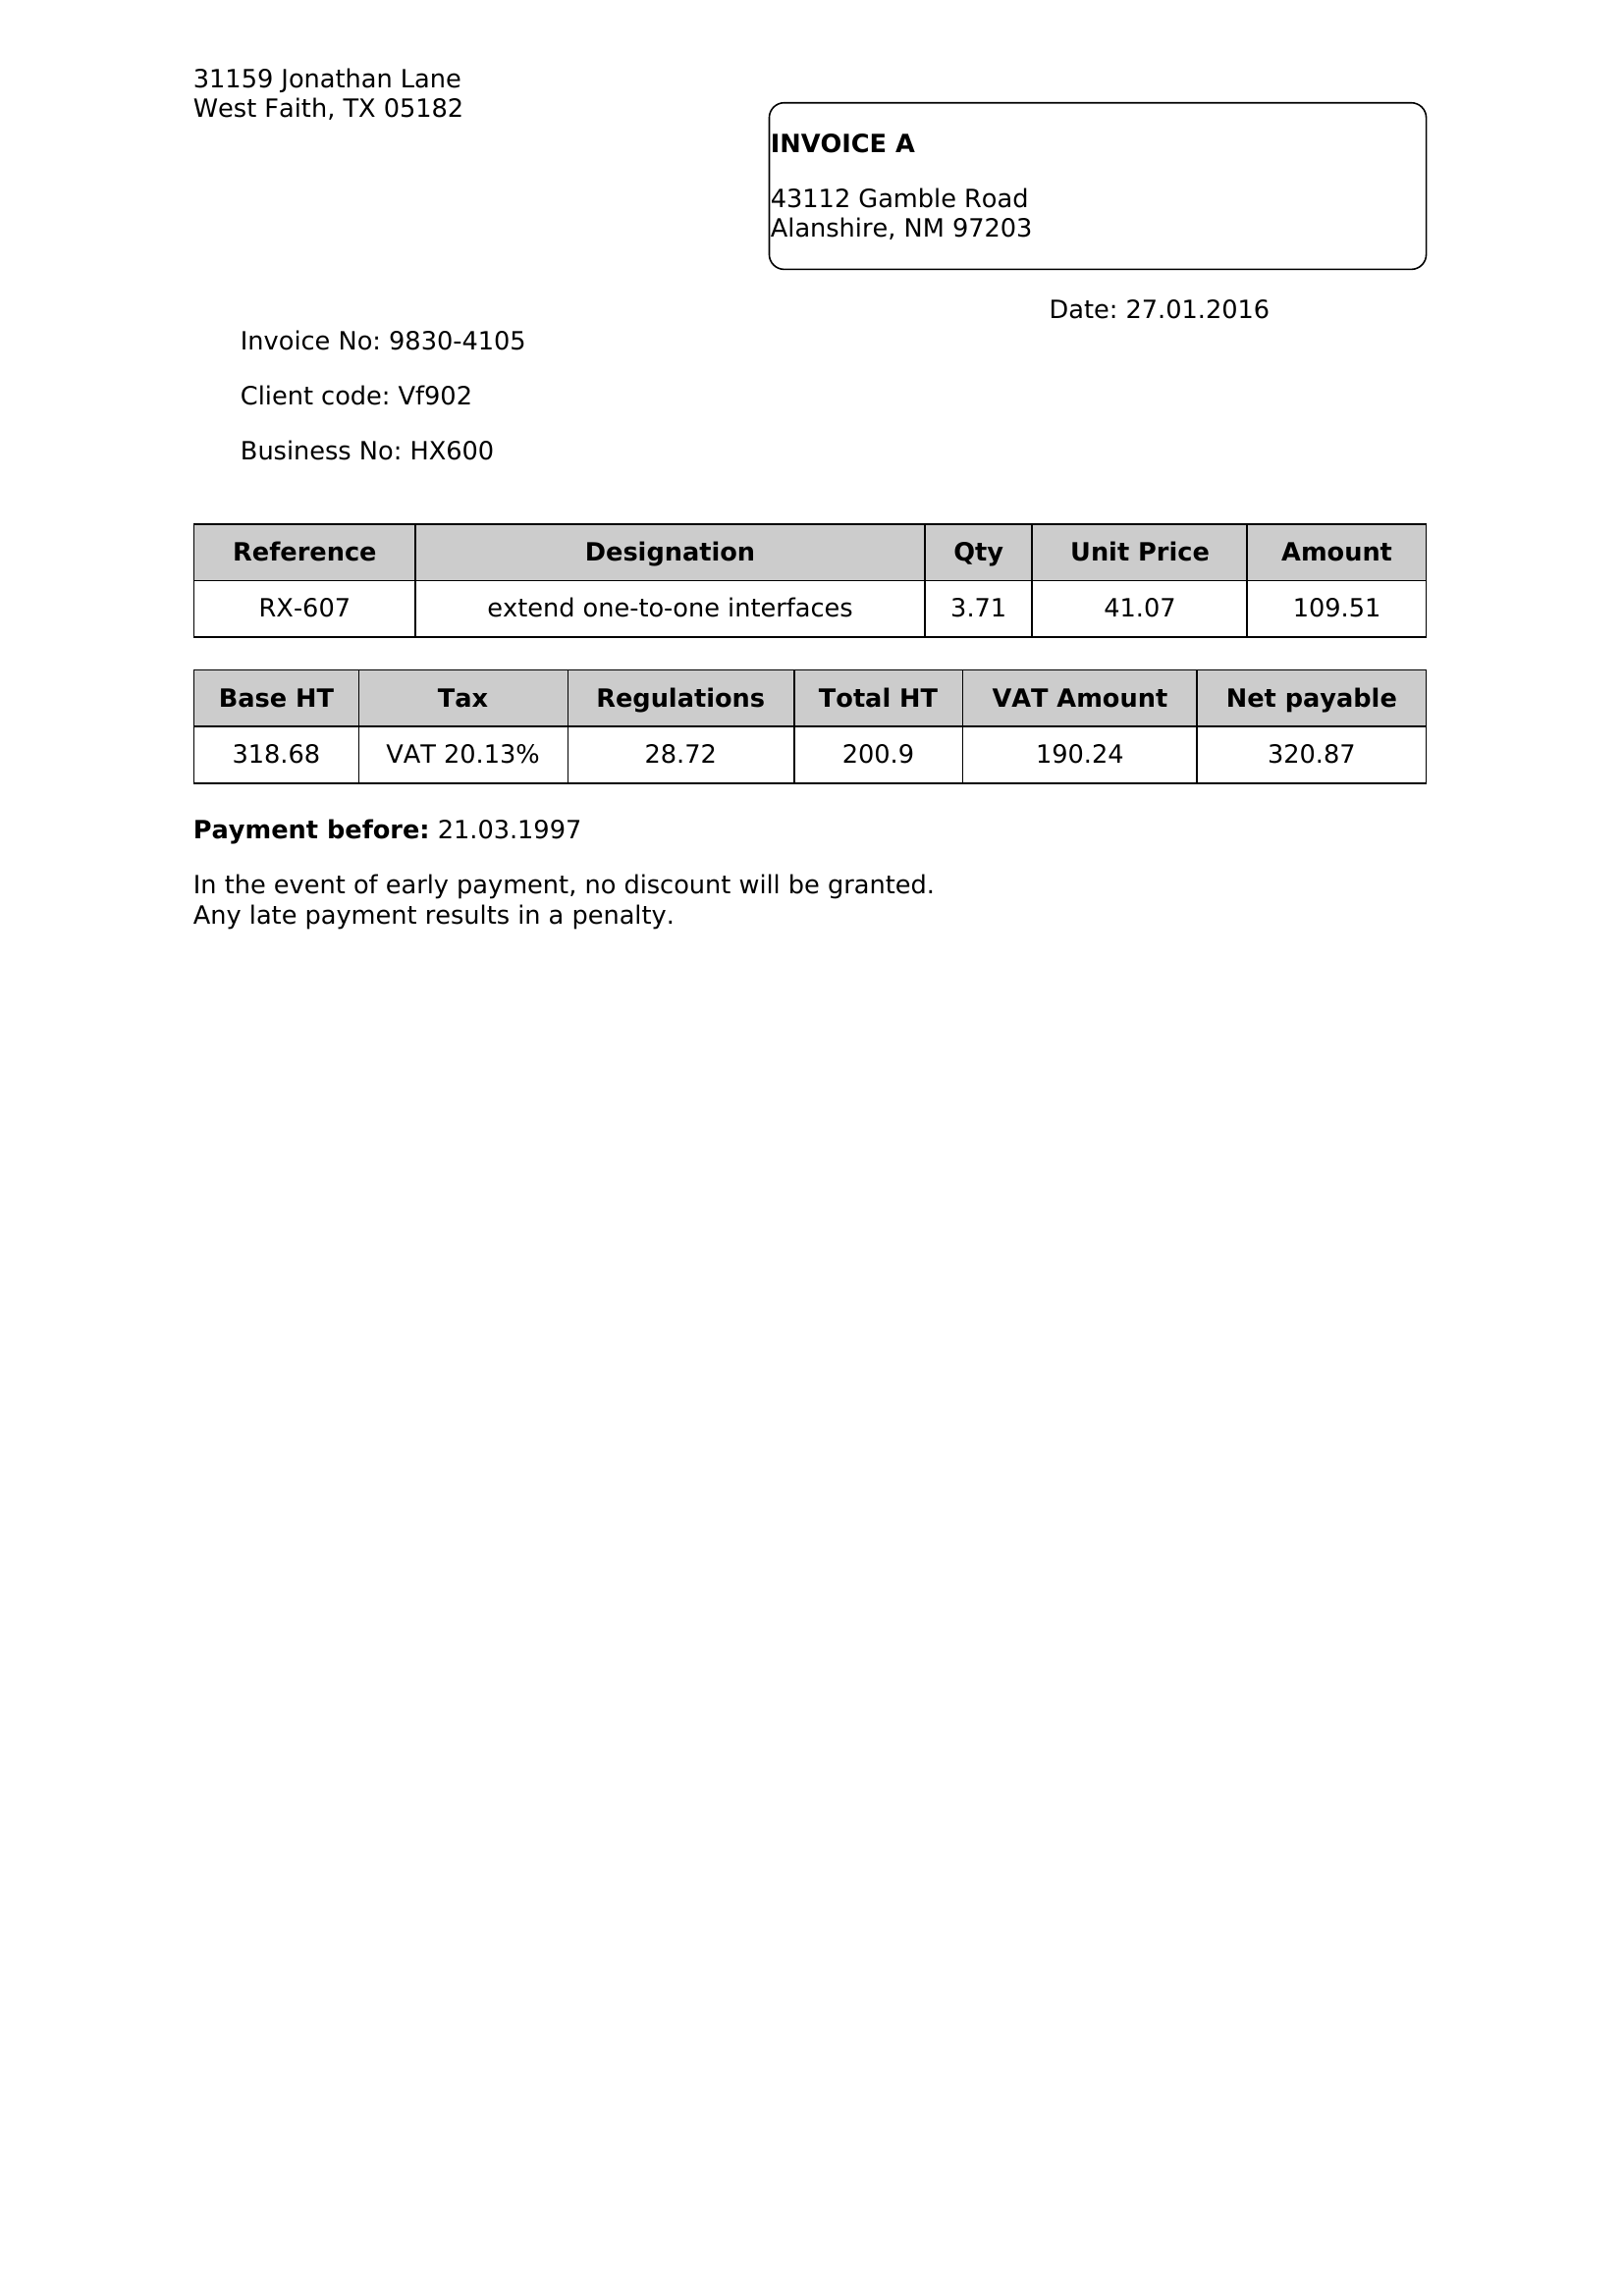 31159 Jonathan Lane
West Faith, TX 05182
INVOICE A
43112 Gamble Road
Alanshire, NM 97203
Date: 27.01.2016
Invoice No: 9830-4105
Client code: Vf902
Business No: HX600
Reference Designation Qty Unit Price Amount
RX-607 extend one-to-one interfaces 3.71 41.07 109.51
Base HT Tax Regulations Total HT VAT Amount Net payable
318.68 VAT 20.13% 28.72 200.9 190.24 320.87
Payment before: 21.03.1997
In the event of early payment, no discount will be granted.
Any late payment results in a penalty.